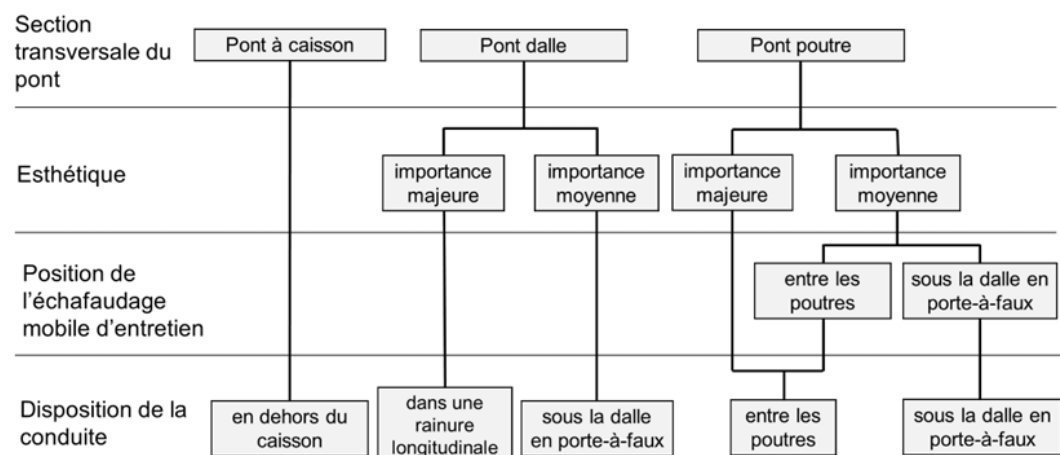 Section
transversale du
pont
Pont à caisson
Pont dalle
Pont poutre
Esthétique
importance
majeure
importance
moyenne
importance
majeure
importance
moyenne
Position de
l'échafaudage
mobile d'entretien
entre les
poutres
sous la dalle en
porte-à-faux
Disposition de la
conduite
en dehors du
caisson
dans une
rainure
longitudinale
sous la dalle
en porte-à-faux
entre les
poutres
sous la dalle en
porte-à-faux